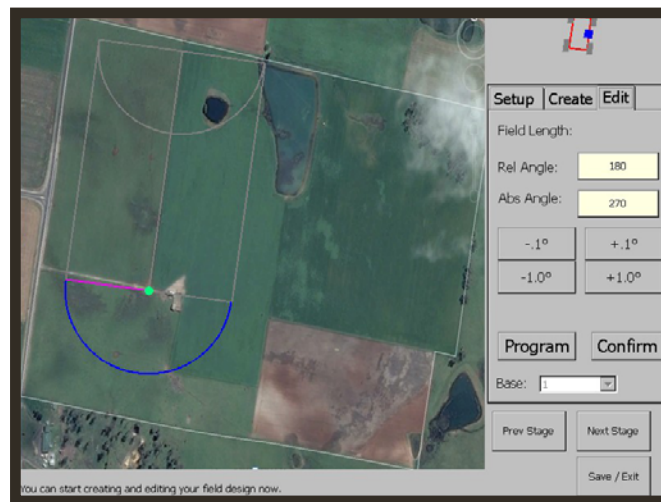 Setup Create Edit
Field Length:
Rel Angle: 180
Abs Angle: 270
-.1° +.1°
-1.0° +1.0°
Program Confirm
Base: 1
Prev Stage Next Stage
Save / Exit
You can start creating and editing your field design now.